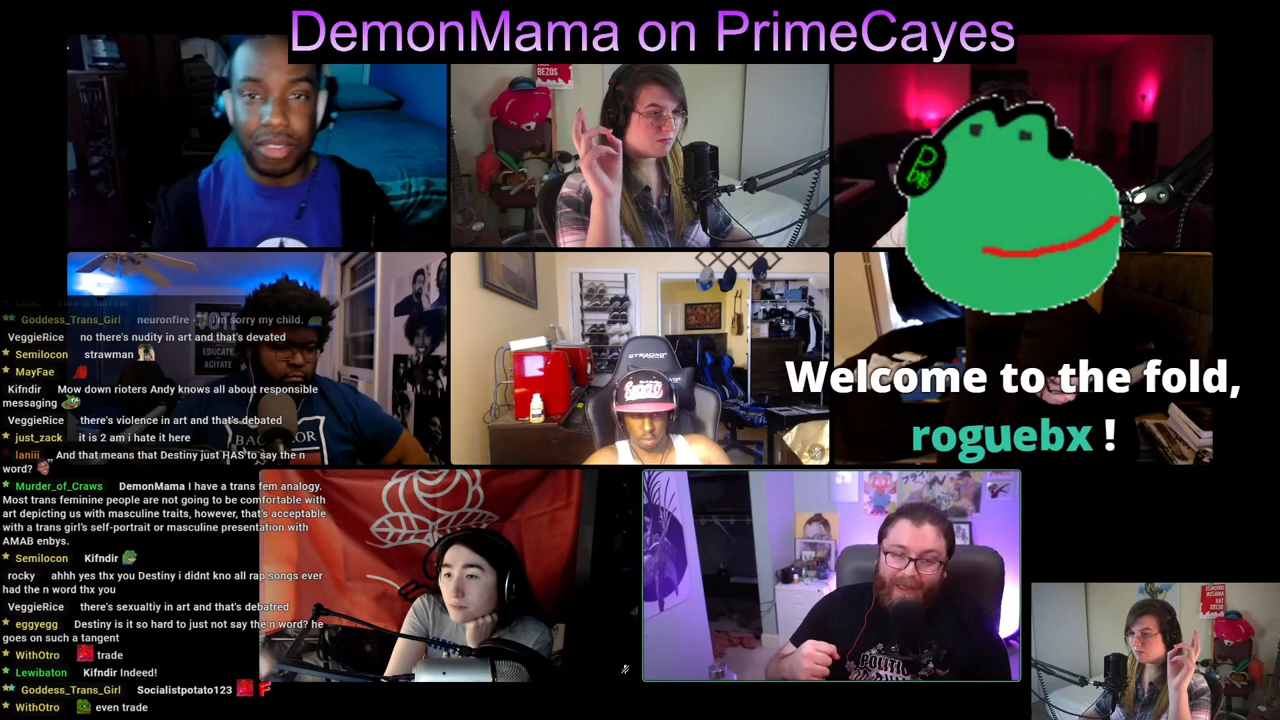 DemonMama on PrimeCayes
BEZOS
Goddess_Trans_Girl neuronfire i'm sorry my child.
VeggieRice no there's nudity in art and that's devated
Semilocon strawman
MayFae
Kifndir Mow down rioters Andy knows all about responsible
messaging
VeggieRice there's violence in art and that's debated
just_zack it is 2 am i hate it here
laniii And that means that Destiny just HAS to say the n
word?
Murder_of_Craws DemonMama I have a trans fem analogy.
Most trans feminine people are not going to be comfortable with
art depicting us with masculine traits, however, that's acceptable
with a trans girl's self-portrait or masculine presentation with
AMAB enbys.
Semilocon Kifndir
rocky ahhh yes thx you Destiny i didnt kno all rap songs ever
had the n word thx you
VeggieRice there's sexualtiy in art and that's debatred
eggyegg Destiny is it so hard to just not say the n word? he
goes on such a tangent
WithOtro trade
Lewibaton Kifndir Indeed!
Goddess_Trans_Girl Socialistpotato123
WithOtro even trade
EDUCATE
AGITATE
GTRACING
Welcome to the fold,
roguebx !